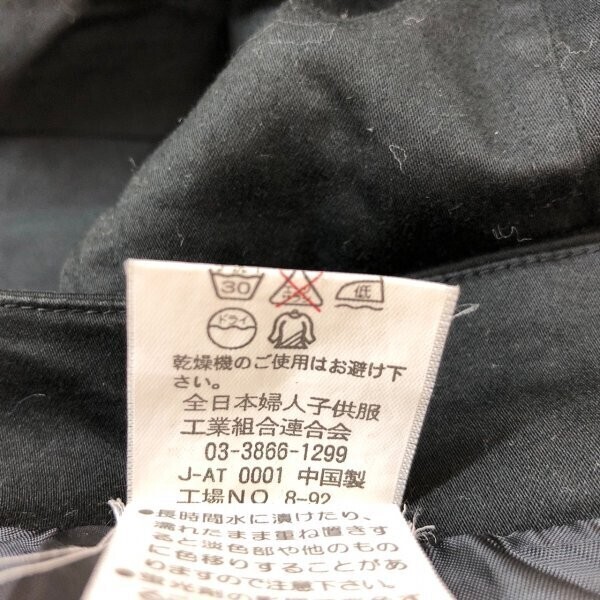 30
低
ドライ
乾燥機のご使用はお避け下
さい。
全日本婦人子供服
工業組合連合会
03-3866-1299
J-AT 0001 中国製
工場NO 8-92
●長時間水に漬けたり、
濡れたまま重ね置きす
ると淡色部や他のもの
に色移りすることがあ
りますので注意下さい。